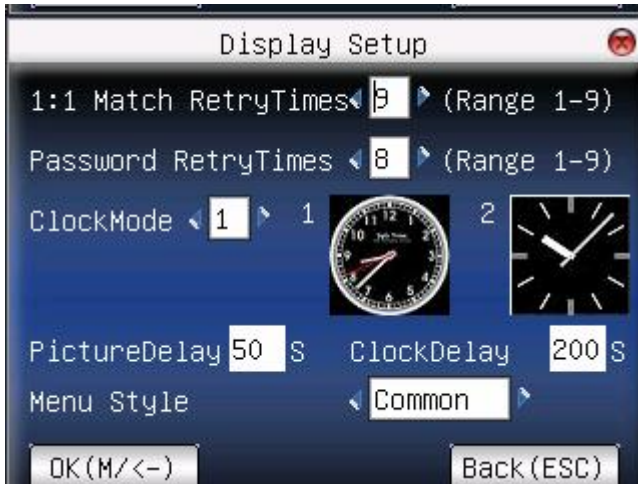 Display Setup
1:1 Match RetryTimes 9 (Range 1-9)
Password RetryTimes 8 (Range 1-9)
ClockMode 1 1 2
PictureDelay 50 S ClockDelay 200 S
Menu Style Common
OK(M/<-) Back(ESC)